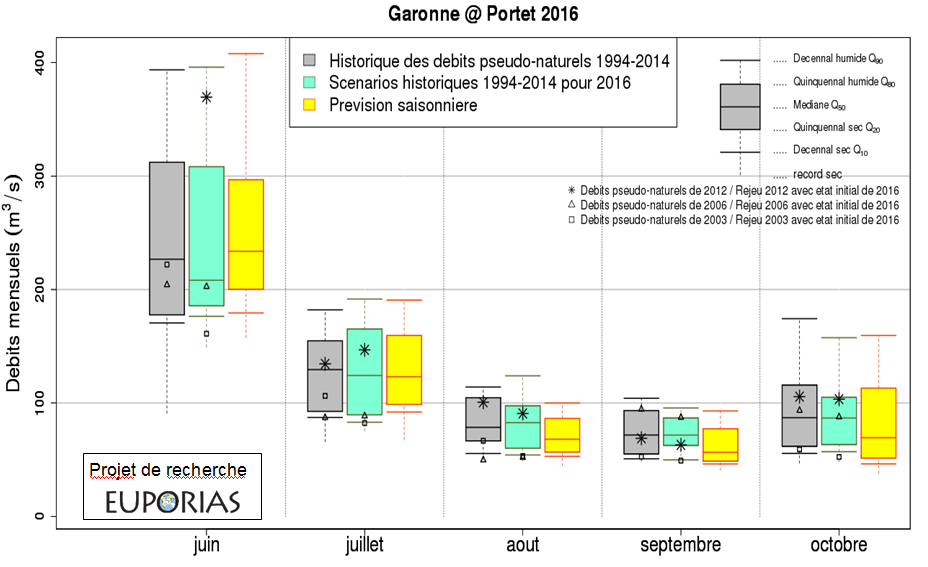 Garonne @ Portet 2016
Debits mensuels (m³/s)
400
300
200
100
0
Historique des debits pseudo-naturels 1994-2014
Scenarios historiques 1994-2014 pour 2016
Prevision saisonniere
Decennal humide Q90
Quinquennal humide Q80
Mediane Q50
Quinquennal sec Q20
Decennal sec Q10
record sec
Debits pseudo-naturels de 2012 / Rejeu 2012 avec etat initial de 2016
Debits pseudo-naturels de 2006 / Rejeu 2006 avec etat initial de 2016
Debits pseudo-naturels de 2003 / Rejeu 2003 avec etat initial de 2016
Projet de recherche
EUPORIAS
juin
juillet
aout
septembre
octobre